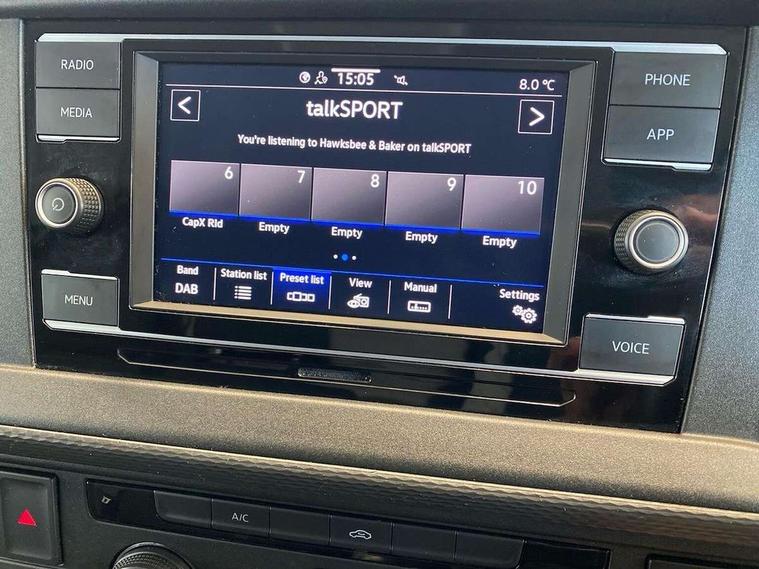 RADIO
MEDIA
MENU
15:05
8.0 °C
<
talkSPORT
>
You're listening to Hawksbee & Baker on talkSPORT
6 7 8 9 10
CapX Rld Empty Empty Empty Empty
Band Station list Preset list View Manual Settings
DAB
PHONE
APP
VOICE
A/C